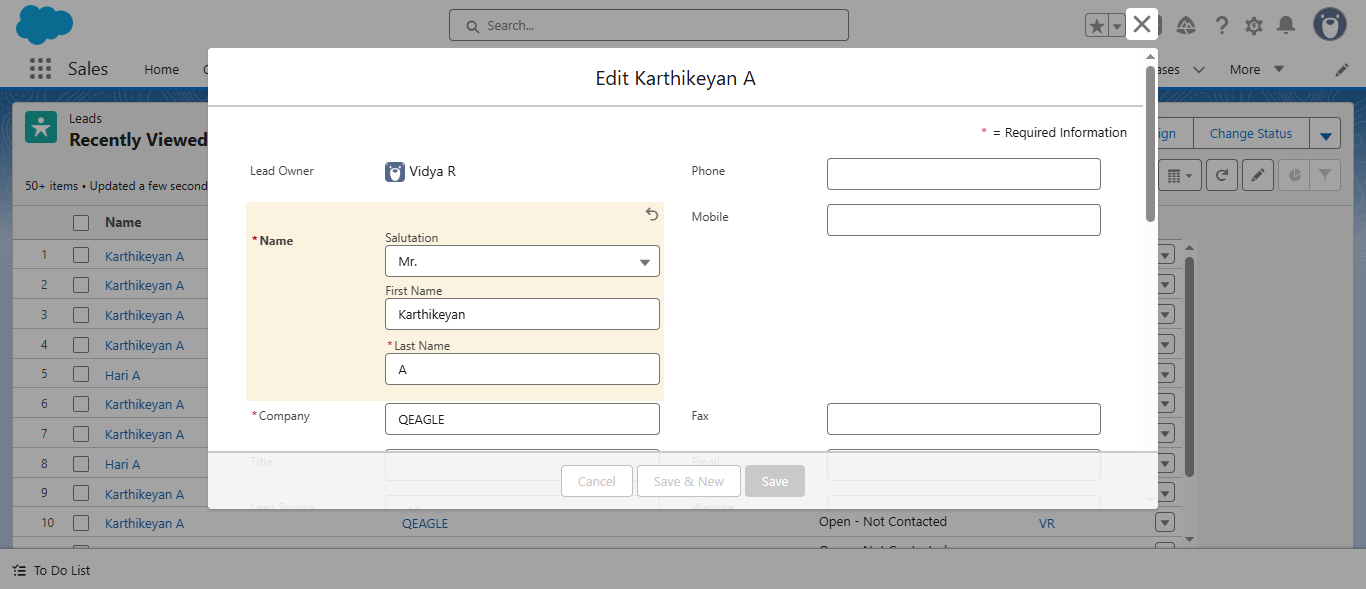 Search...
Sales
Home
More
Leads
Recently Viewed
Change Status
50+ items • Updated a few second
Name
1 Karthikeyan A
2 Karthikeyan A
3 Karthikeyan A
4 Karthikeyan A
5 Hari A
6 Karthikeyan A
7 Karthikeyan A
8 Hari A
9 Karthikeyan A
10 Karthikeyan A QEAGLE Open - Not Contacted VR
Edit Karthikeyan A
* = Required Information
Lead Owner Vidya R Phone
Mobile
*Name
Salutation
Mr.
First Name
Karthikeyan
*Last Name
A
*Company QEAGLE Fax
Title Email
Lead Source Website
Cancel Save & New Save
To Do List